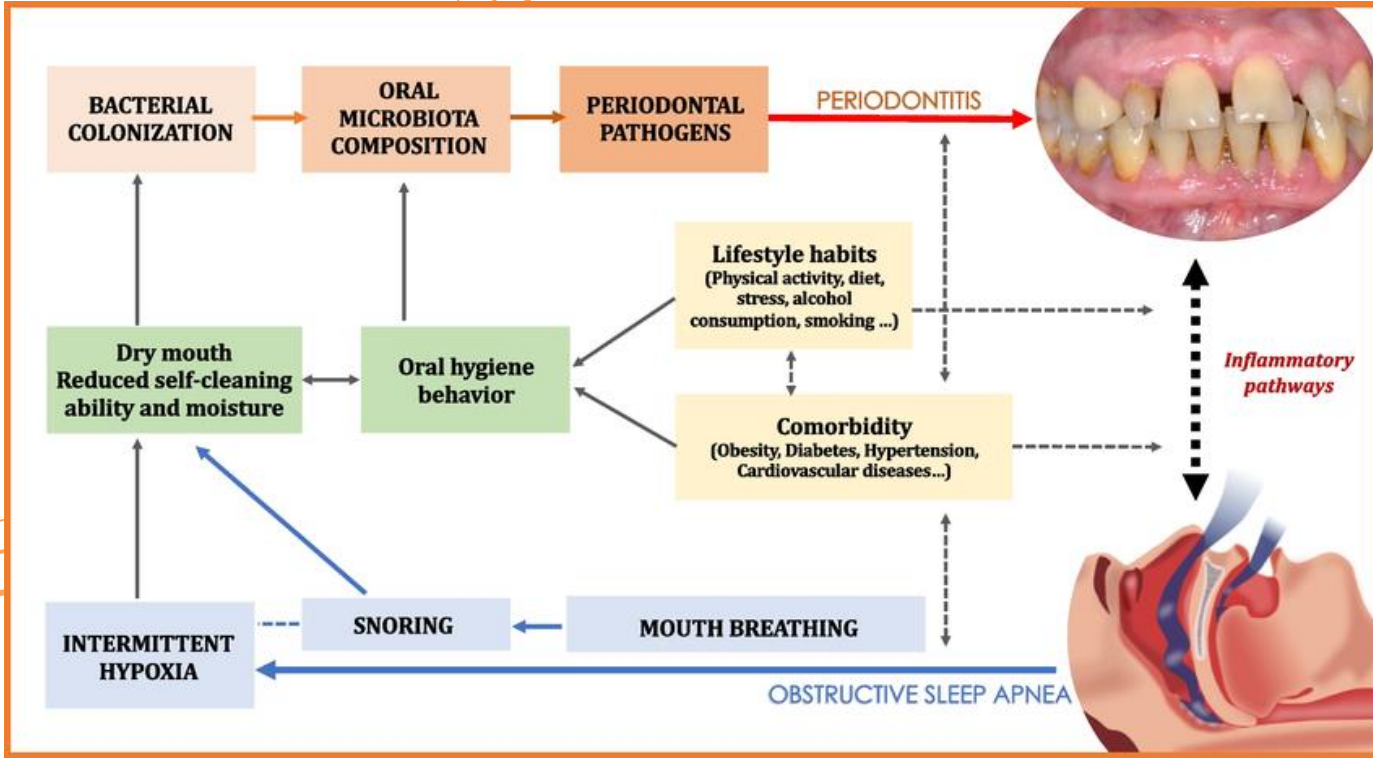 BACTERIAL
COLONIZATION
ORAL
MICROBIOTA
COMPOSITION
PERIODONTAL
PATHOGENS
PERIODONTITIS
Lifestyle habits
(Physical activity, diet,
stress, alcohol
consumption, smoking ...)
Dry mouth
Reduced self-cleaning
ability and moisture
Oral hygiene
behavior
Inflammatory
pathways
Comorbidity
(Obesity, Diabetes, Hypertension,
Cardiovascular diseases...)
INTERMITTENT
HYPOXIA
SNORING
MOUTH BREATHING
OBSTRUCTIVE SLEEP APNEA